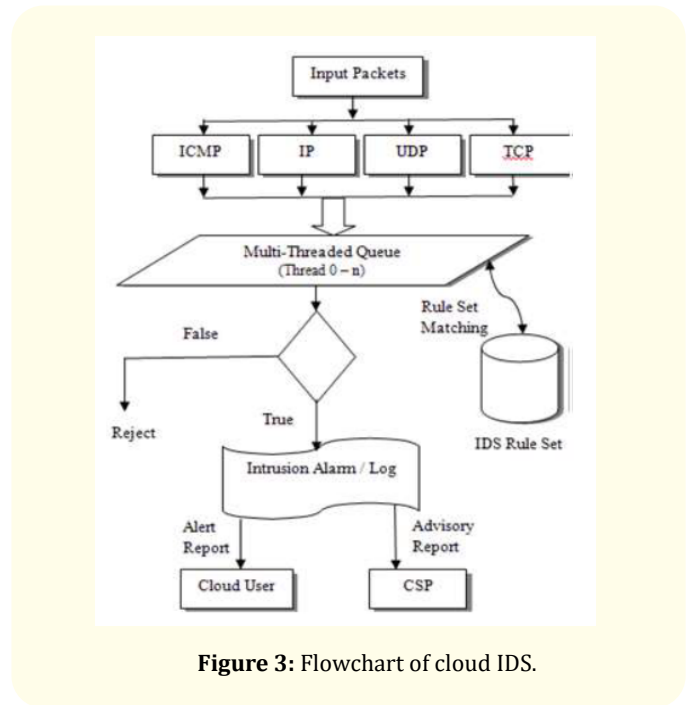 Input Packets
ICMP
IP
UDP
TCP
Multi-Threaded Queue
(Thread 0 – n)
Rule Set
Matching
False
True
Reject
IDS Rule Set
Intrusion Alarm / Log
Alert
Report
Advisory
Report
Cloud User
CSP
Figure 3: Flowchart of cloud IDS.